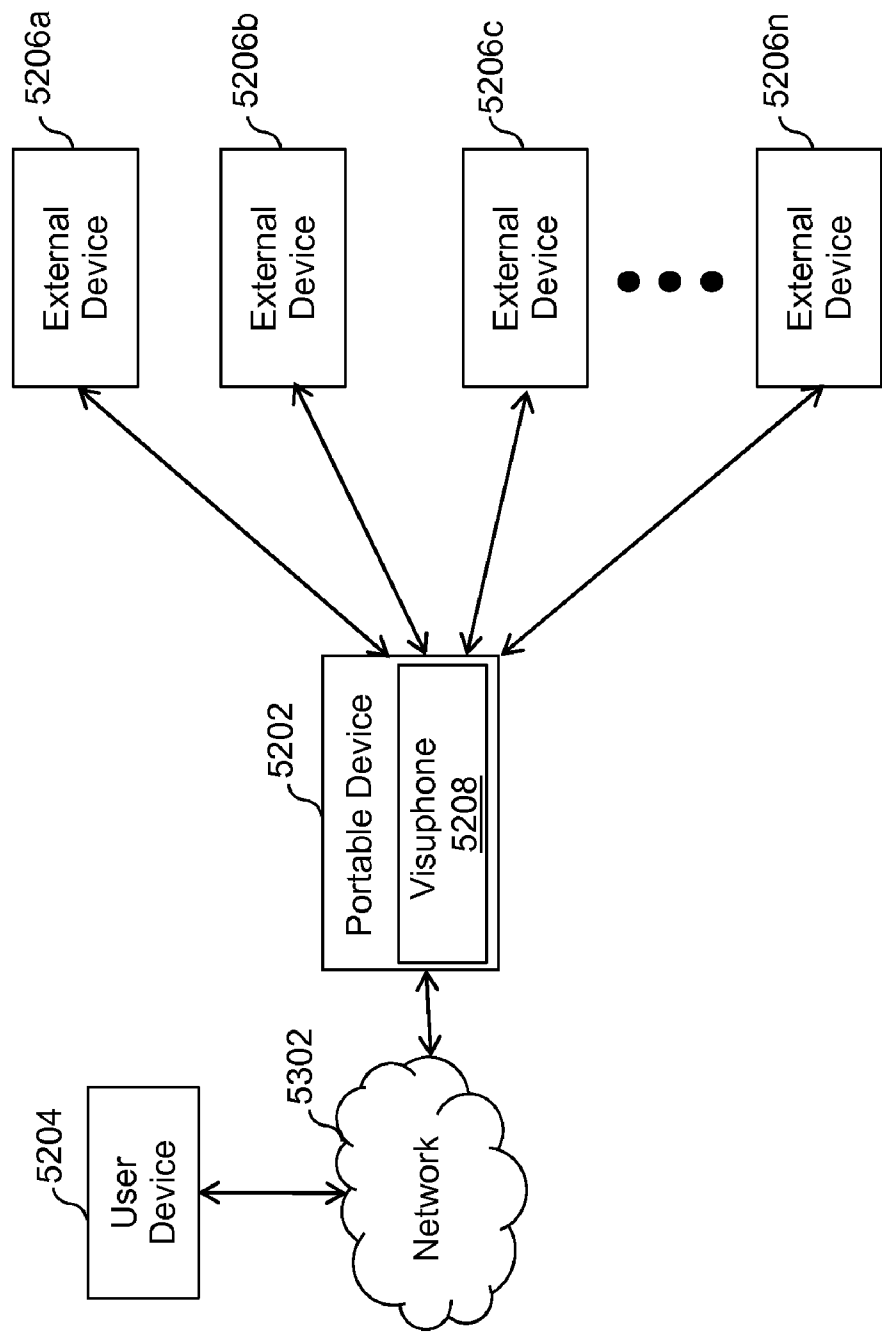 5204
User
Device
5302
Network
5202
Portable Device
Visuphone
5208
5206a
External
Device
5206b
External
Device
5206c
External
Device
5206n
External
Device